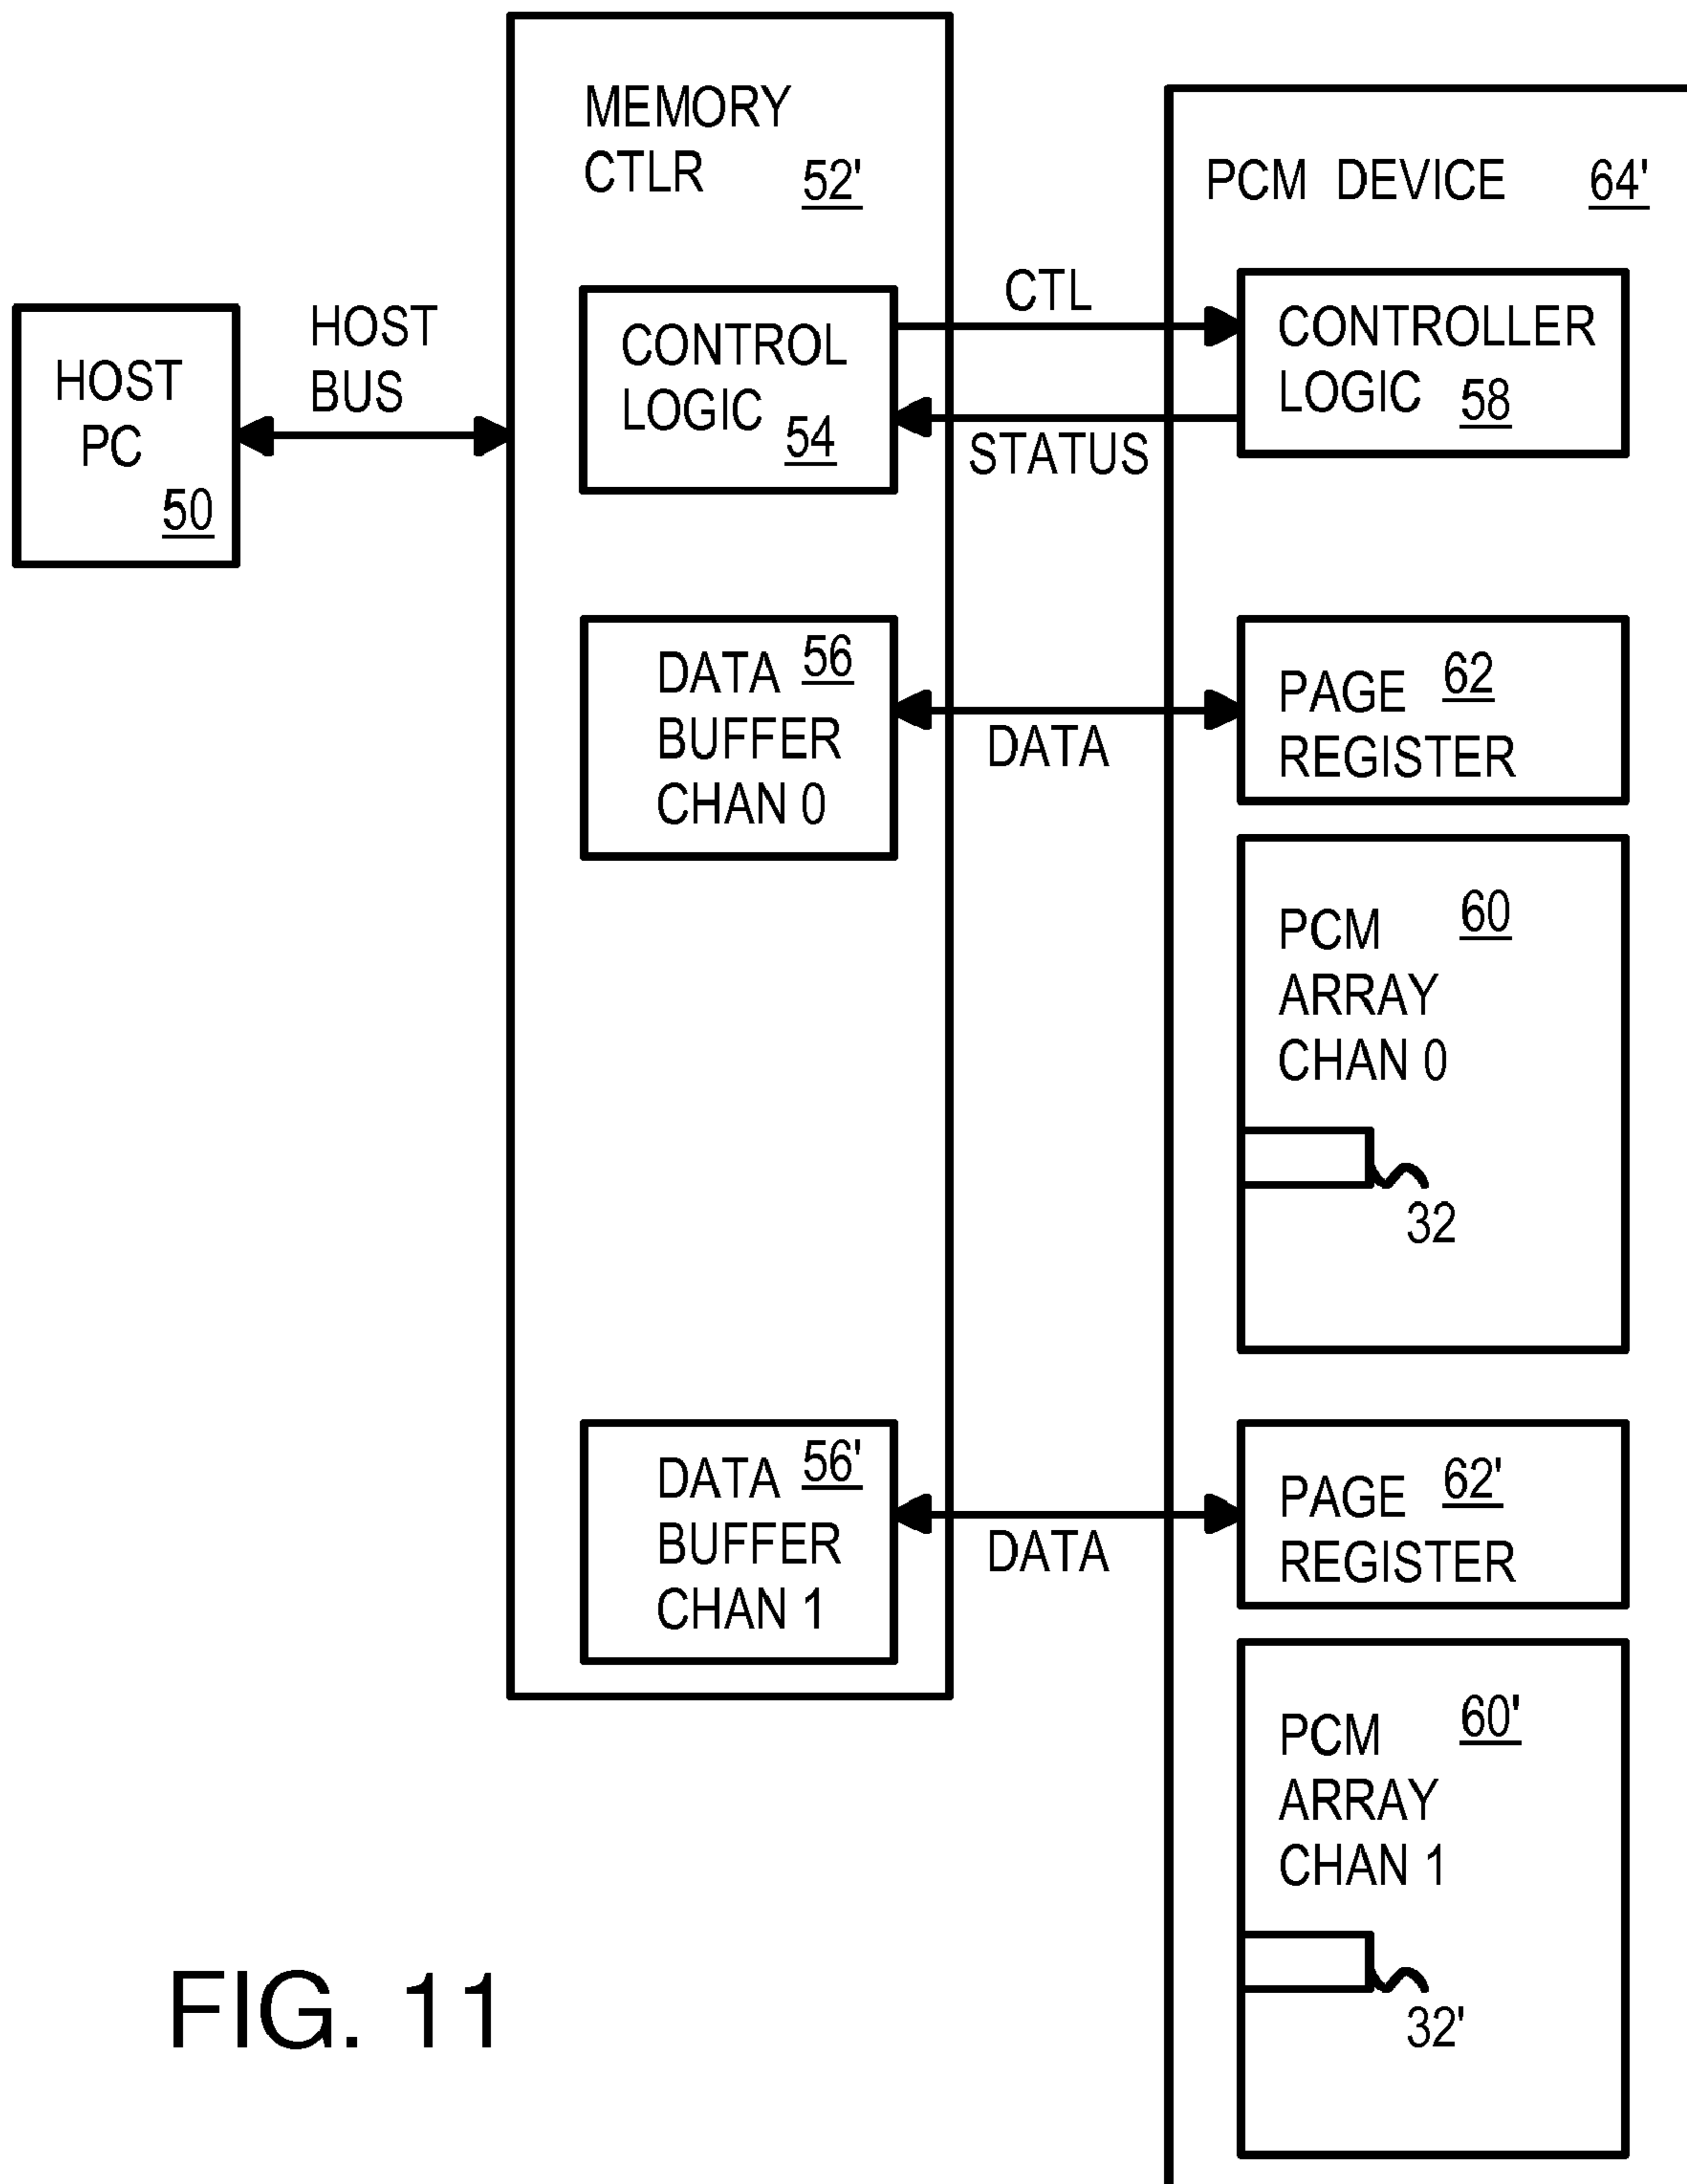 MEMORY
CTLR 52'
PCM DEVICE 64'
HOST
PC
50
HOST
BUS
CONTROL
LOGIC 54
CTL
STATUS
CONTROLLER
LOGIC 58
DATA 56
BUFFER
CHAN 0
DATA
PAGE 62
REGISTER
PCM 60
ARRAY
CHAN 0
32
DATA 56'
BUFFER
CHAN 1
DATA
PAGE 62'
REGISTER
PCM 60'
ARRAY
CHAN 1
32'
FIG. 11